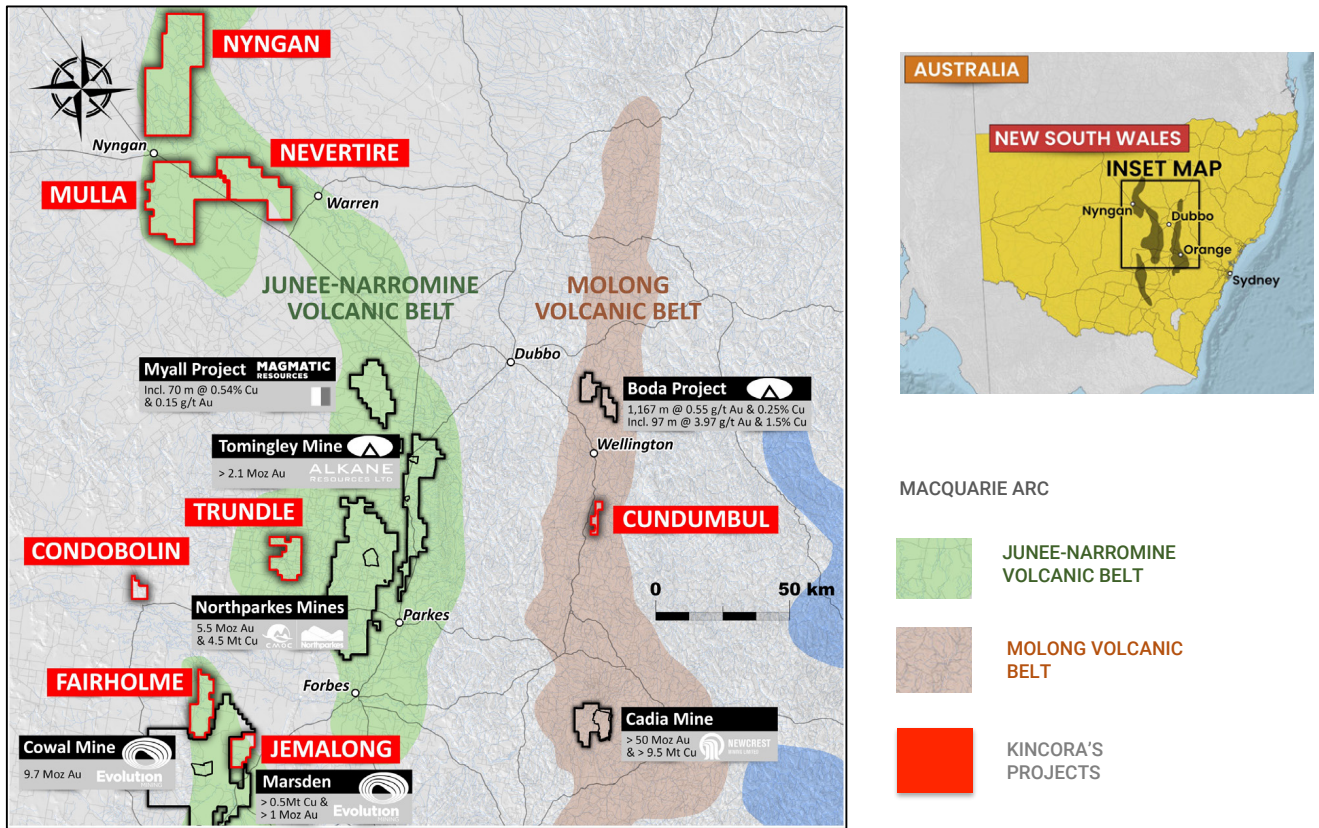 NYNGAN
Nyngan
NEVERTIRE
MULLA
Warren
JUNEE-NARROMINE
VOLCANIC BELT
MOLONG
VOLCANIC BELT
Dubbo
Myall Project
MAGMATIC
RESOURCES
Incl. 70 m @ 0.54% Cu
& 0.15 g/t Au
Boda Project
1,167 m @ 0.55 g/t Au & 0.25% Cu
Incl. 97 m @ 3.97 g/t Au & 1.5% Cu
Tomingley Mine
> 2.1 Moz Au
ALKANE
RESOURCES LTD
Wellington
TRUNDLE
CUNDUMBUL
CONDOBOLIN
0 50 km
Northparkes Mines
5.5 Moz Au
& 4.5 Mt Cu
CMOC
Northparkes
Parkes
FAIRHOLME
Forbes
Cadia Mine
> 50 Moz Au
& > 9.5 Mt Cu
NEWCREST
Cowal Mine
9.7 Moz Au
Evolution
JEMALONG
Marsden
> 0.5Mt Cu &
> 1 Moz Au
Evolution
AUSTRALIA
NEW SOUTH WALES
INSET MAP
Nyngan
Dubbo
Orange
Sydney
MACQUARIE ARC
JUNEE-NARROMINE
VOLCANIC BELT
MOLONG VOLCANIC
BELT
KINCORA'S
PROJECTS